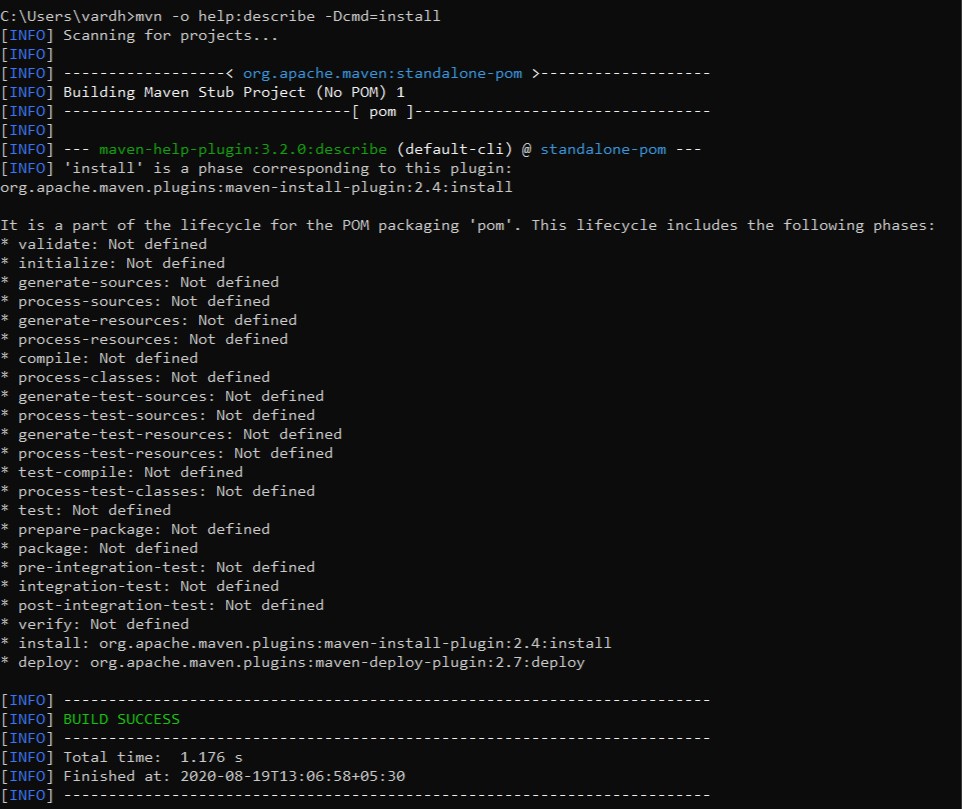 C:\Users\vardh>mvn -o help:describe -Dcmd=install
[INFO] Scanning for projects...
[INFO]
[INFO] ------------------< org.apache.maven:standalone-pom >-------------------
[INFO] Building Maven Stub Project (No POM) 1
[INFO] --------------------------------[ pom ]---------------------------------
[INFO]
[INFO] --- maven-help-plugin:3.2.0:describe (default-cli) @ standalone-pom ---
[INFO] 'install' is a phase corresponding to this plugin:
org.apache.maven.plugins:maven-install-plugin:2.4:install
It is a part of the lifecycle for the POM packaging 'pom'. This lifecycle includes the following phases:
* validate: Not defined
* initialize: Not defined
* generate-sources: Not defined
* process-sources: Not defined
* generate-resources: Not defined
* process-resources: Not defined
* compile: Not defined
* process-classes: Not defined
* generate-test-sources: Not defined
* process-test-sources: Not defined
* generate-test-resources: Not defined
* process-test-resources: Not defined
* test-compile: Not defined
* process-test-classes: Not defined
* test: Not defined
* prepare-package: Not defined
* package: Not defined
* pre-integration-test: Not defined
* integration-test: Not defined
* post-integration-test: Not defined
* verify: Not defined
* install: org.apache.maven.plugins:maven-install-plugin:2.4:install
* deploy: org.apache.maven.plugins:maven-deploy-plugin:2.7:deploy
[INFO] ------------------------------------------------------------------------
[INFO] BUILD SUCCESS
[INFO] ------------------------------------------------------------------------
[INFO] Total time:  1.176 s
[INFO] Finished at: 2020-08-19T13:06:58+05:30
[INFO] ------------------------------------------------------------------------